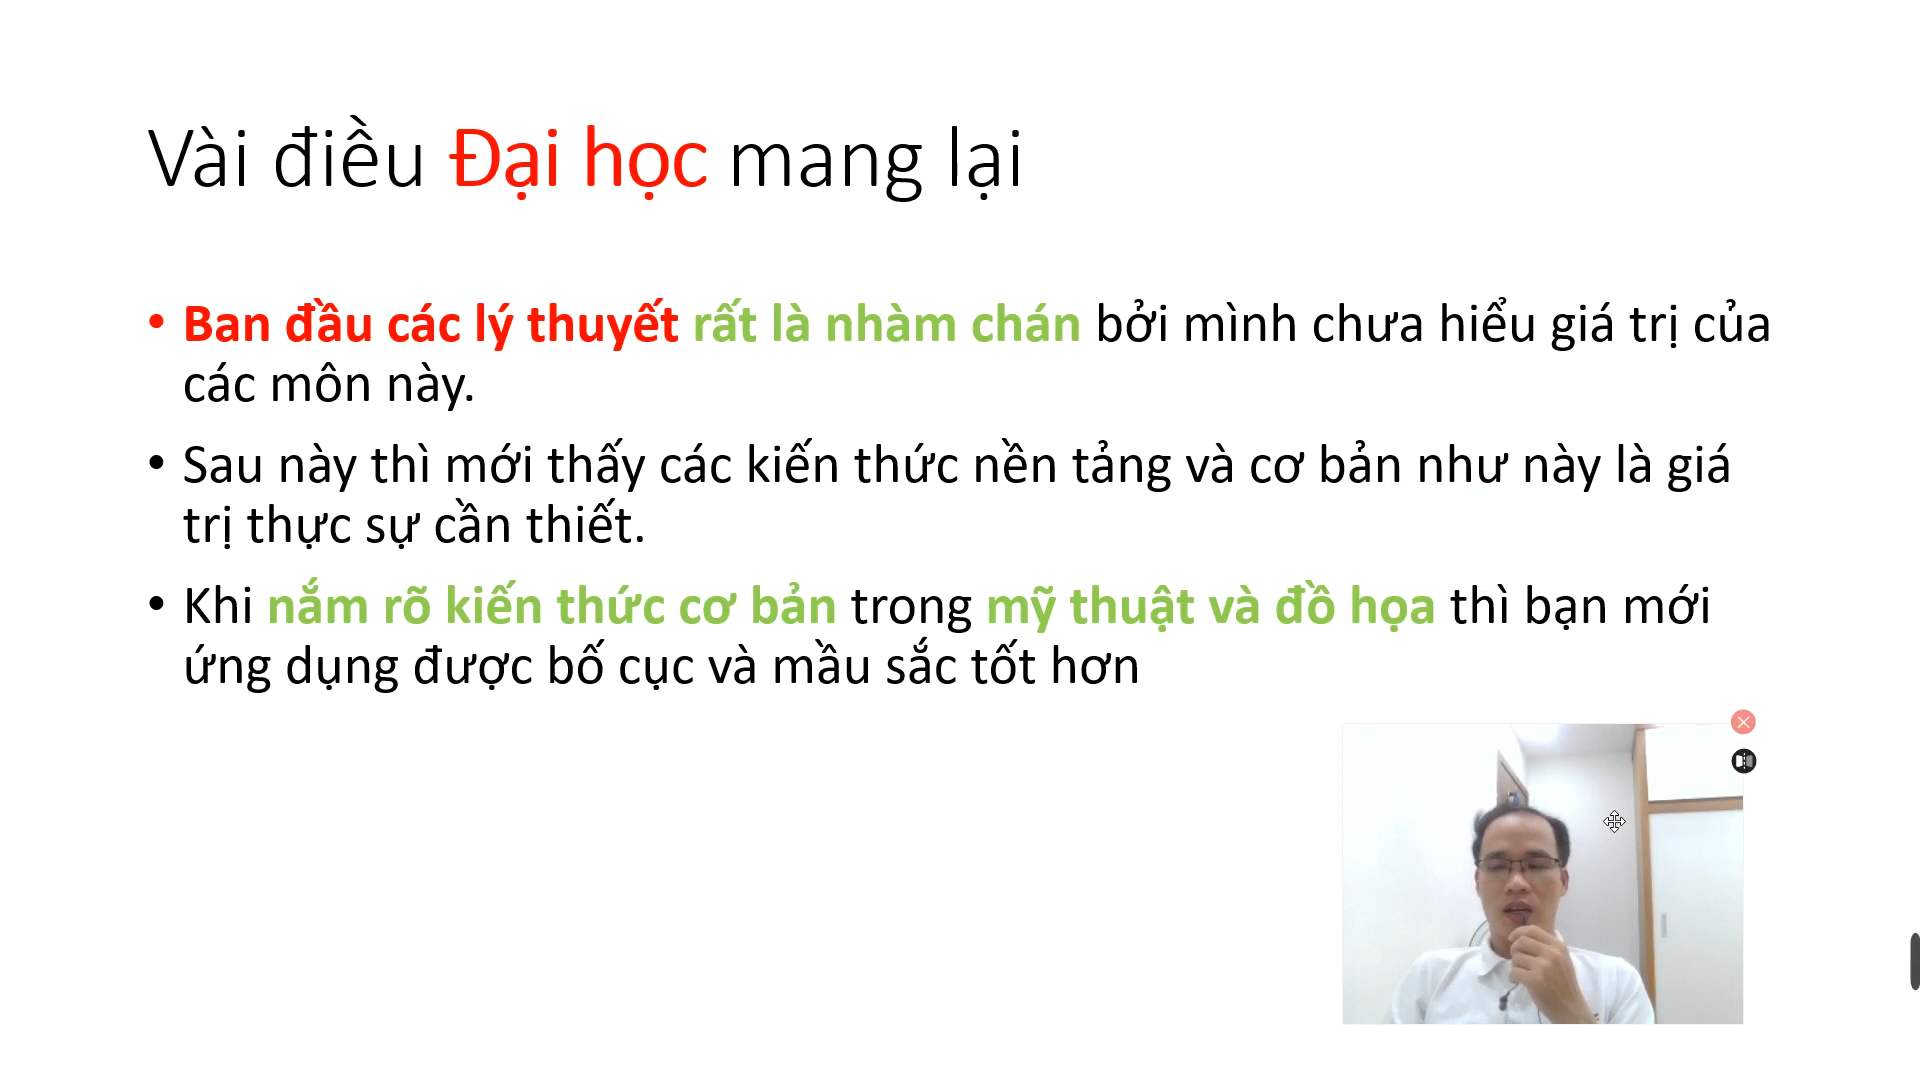 Vài điều Đại học mang lại
• Ban đầu các lý thuyết rất là nhàm chán bởi mình chưa hiểu giá trị của
các môn này.
• Sau này thì mới thấy các kiến thức nền tảng và cơ bản như này là giá
trị thực sự cần thiết.
• Khi nắm rõ kiến thức cơ bản trong mỹ thuật và đồ họa thì bạn mới
ứng dụng được bố cục và mầu sắc tốt hơn